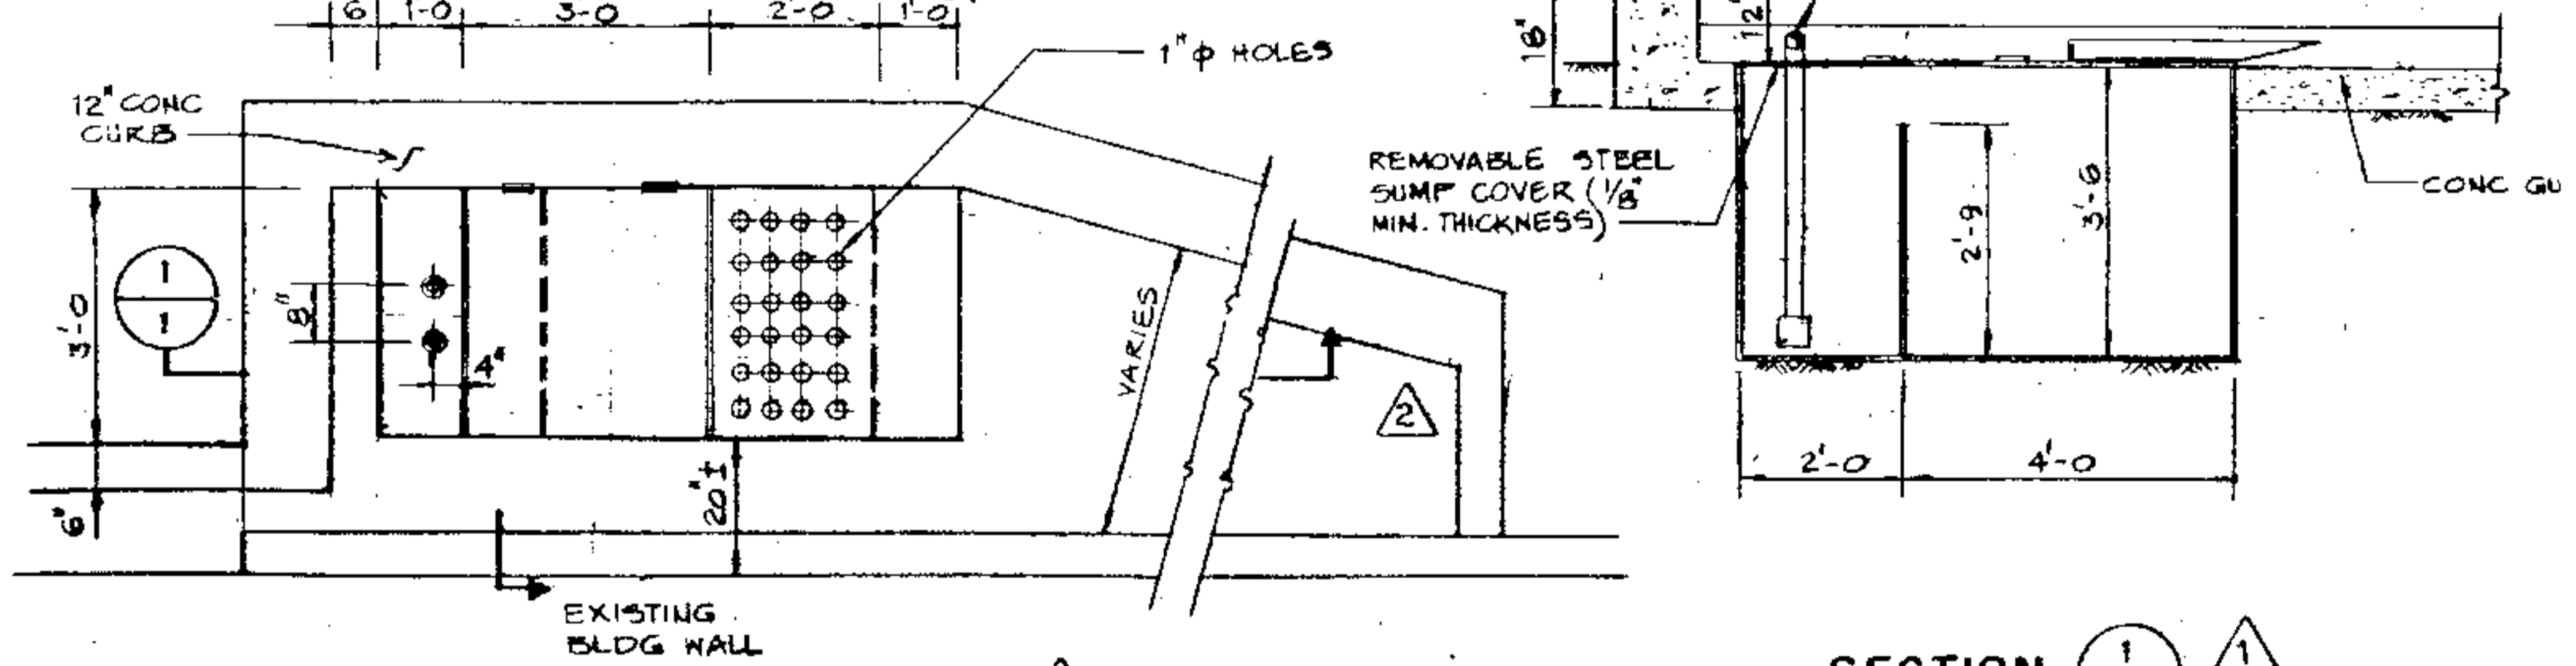 6 1'-0 3'-0 2'-0 1'-0
1" φ HOLES
12" CONC
CURB
3'-0
1
1
8"
4"
6"
20"±
VARIES
2
EXISTING
BLDG WALL
18"
12"
REMOVABLE STEEL
SUMP COVER (1/8"
MIN. THICKNESS)
2'-9
3'-6
CONC GU
2'-0 4'-0
SECTION 1 1